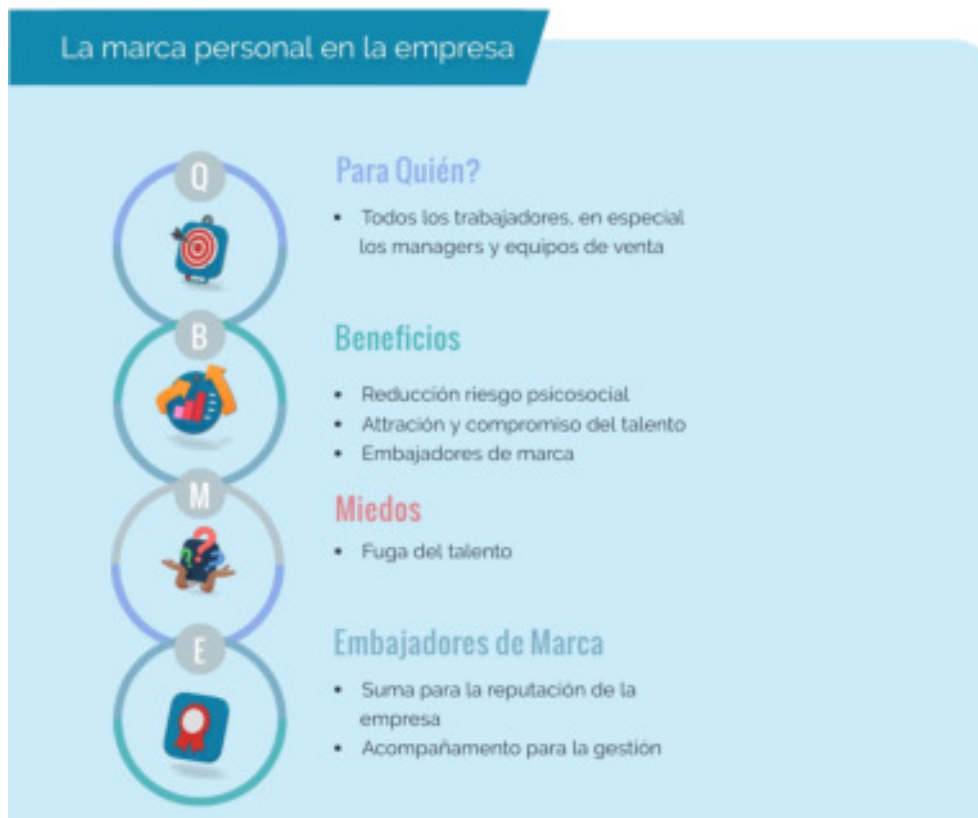 La marca personal en la empresa
Q
Para Quién?
• Todos los trabajadores, en especial
los managers y equipos de venta
B
Beneficios
• Reducción riesgo psicosocial
• Attración y compromiso del talento
• Embajadores de marca
M
Miedos
• Fuga del talento
E
Embajadores de Marca
• Suma para la reputación de la
empresa
• Acompañamento para la gestión